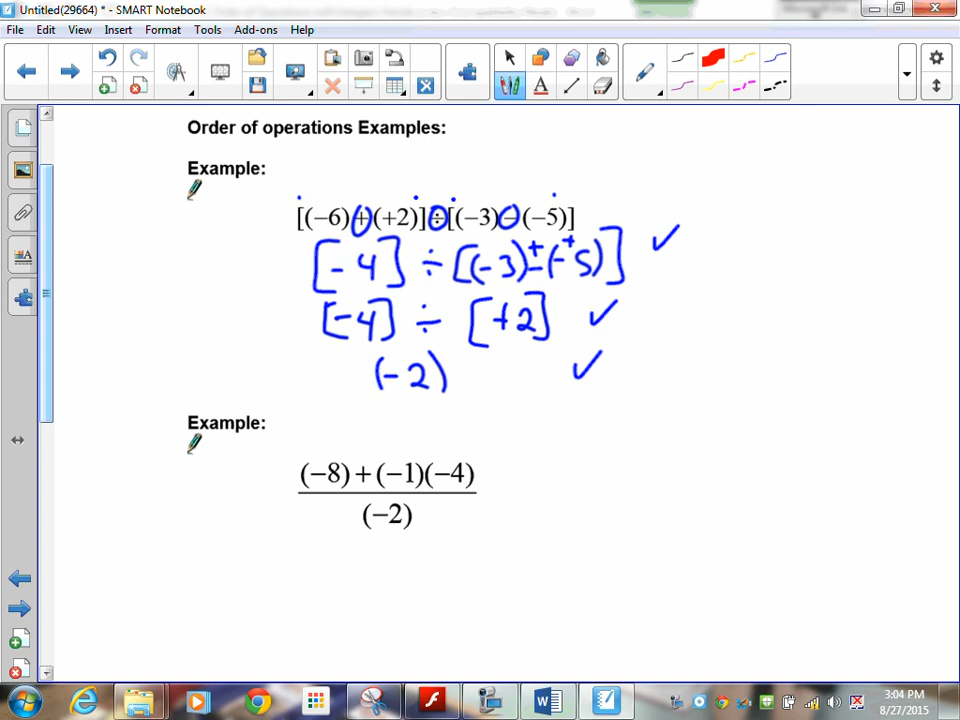 Untitled(29664) * - SMART Notebook
File Edit View Insert Format Tools Add-ons Help
Order of operations Examples:
Example:
[(−6)+(+2)]÷[(−3)−(−5)]
[-4] ÷ [(-3)±(-+5)]
[-4] ÷ [+2]
(-2)
Example:
(−8)+(−1)(−4)
(−2)
3:04 PM
8/27/2015